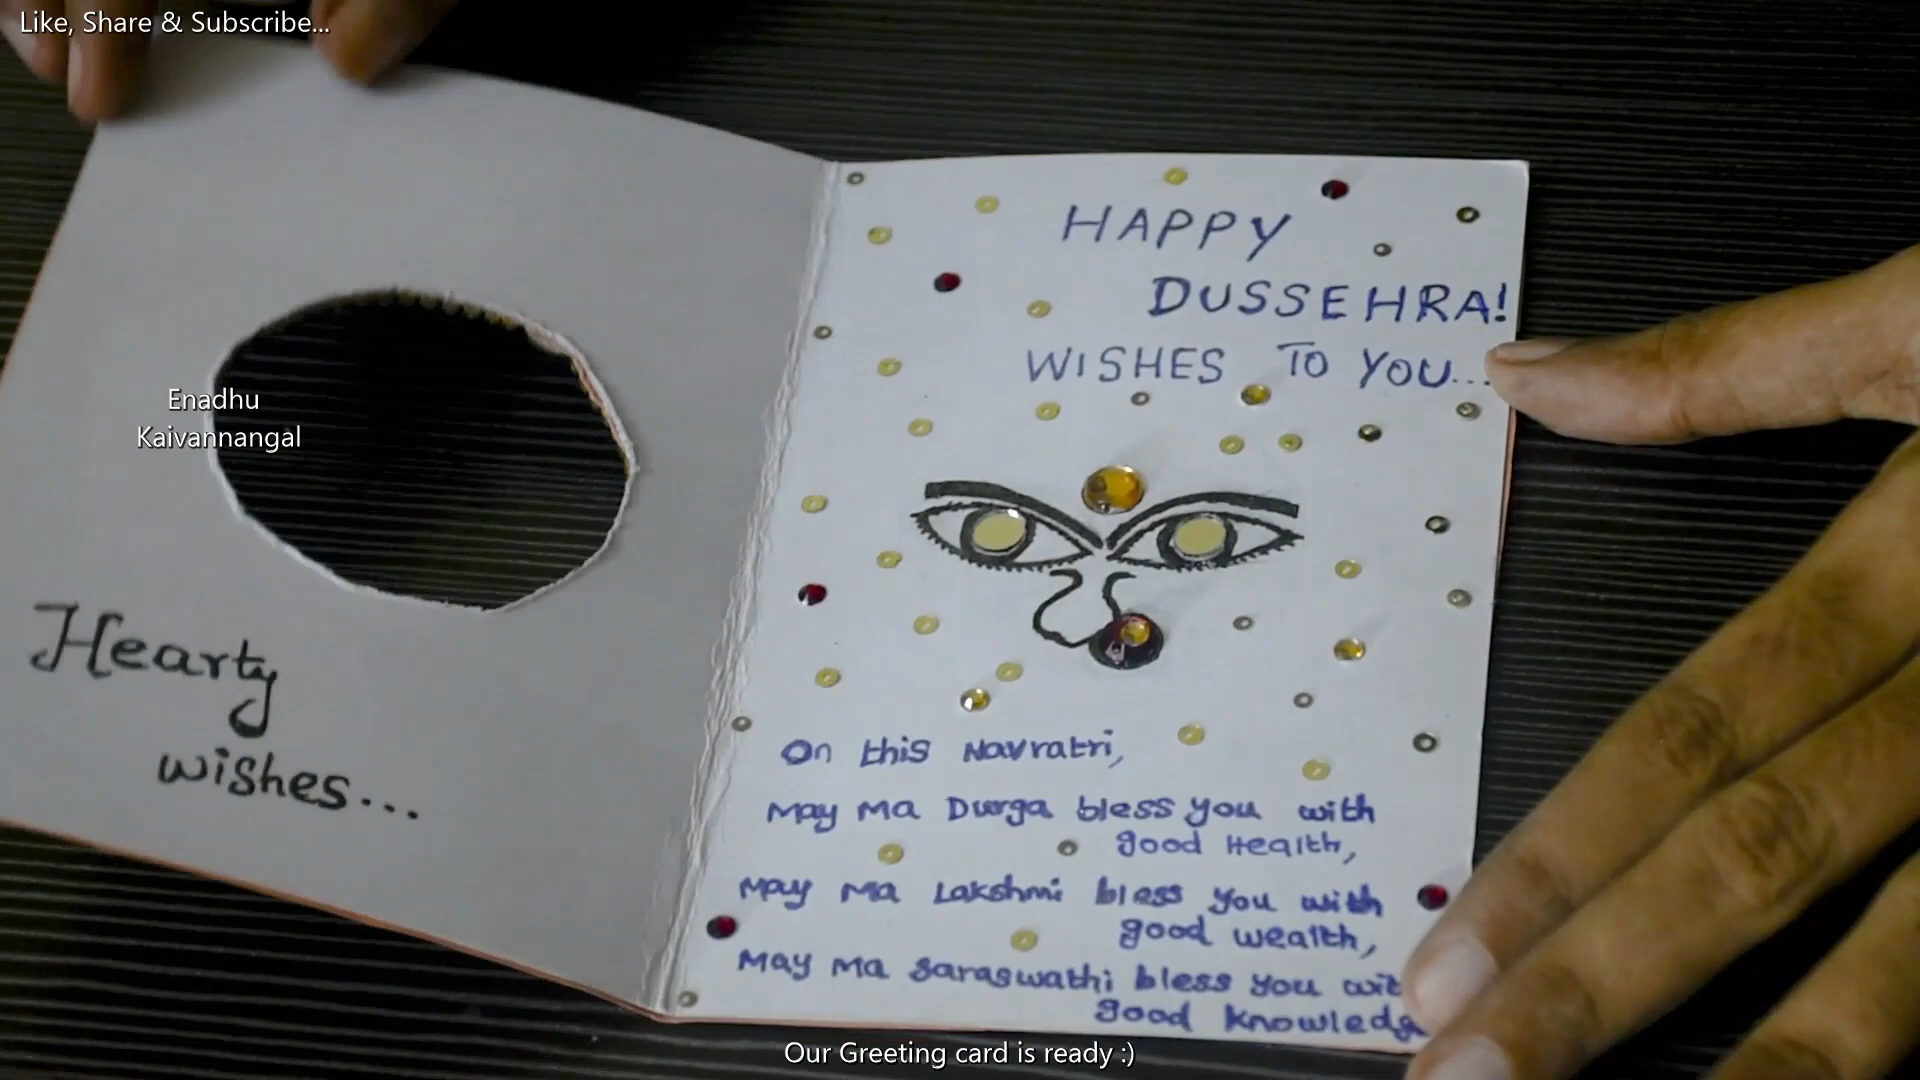 Like, Share & Subscribe...
Enadhu
Kaivannangal
Hearty
wishes...
HAPPY
DUSSEHRA!
WISHES TO YOU...
On this Navratri,
May Ma Durga bless you with
good Health,
May Ma Lakshmi bless you with
good wealth,
May Ma Saraswathi bless you
good
Our Greeting card is ready :)